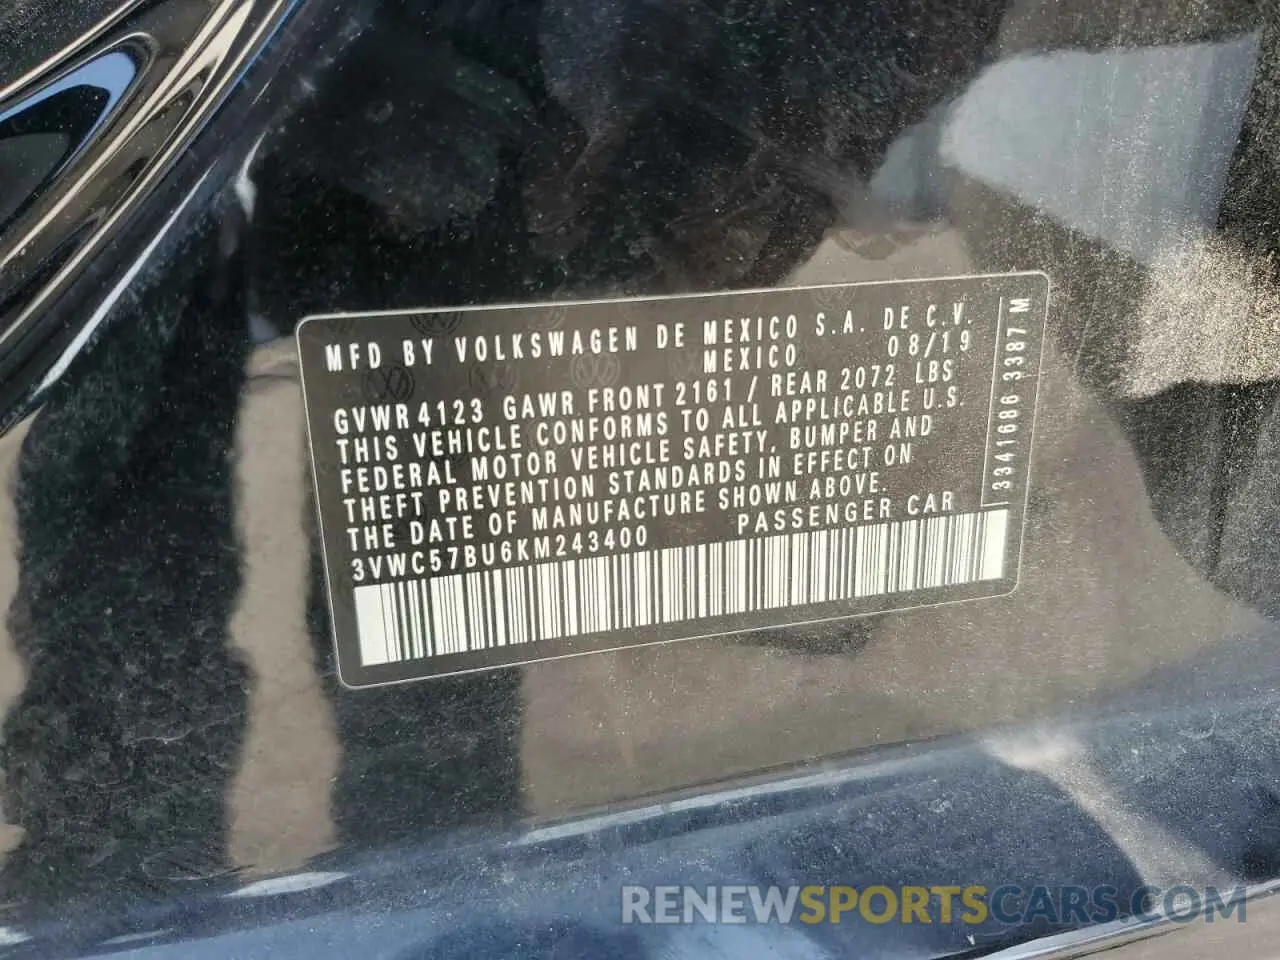 MFD BY VOLKSWAGEN DE MEXICO S.A. DE C.V.
MEXICO 08/19
GVWR 4123 GAWR FRONT 2161 / REAR 2072 LBS
THIS VEHICLE CONFORMS TO ALL APPLICABLE U.S.
FEDERAL MOTOR VEHICLE SAFETY, BUMPER AND
THEFT PREVENTION STANDARDS IN EFFECT ON
THE DATE OF MANUFACTURE SHOWN ABOVE.
3VWC57BU6KM243400 PASSENGER CAR
3341686 3387 M
RENEWSPORTSCARS.COM